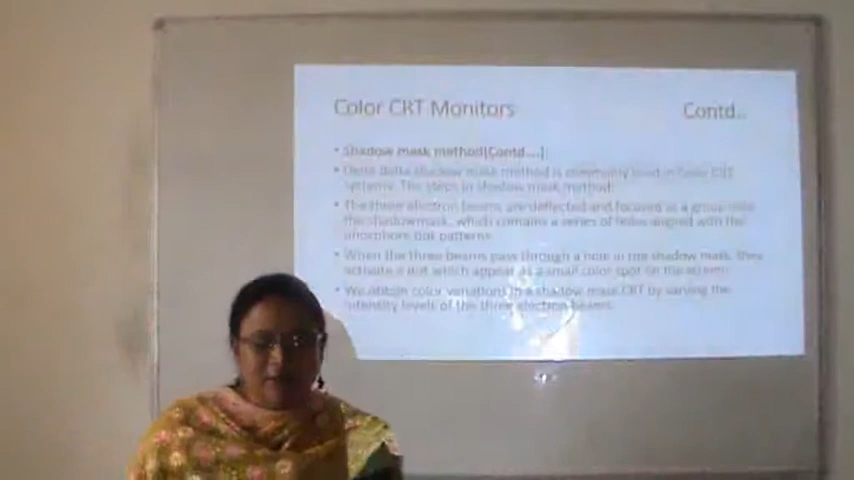 Color CRT Monitors
Contd..
• Shadow mask method(Contd....)
• Delta delta shadow mask method is commonly used in color CRT
systems. The steps in shadow mask method:
• The three electron beams are deflected and focused as a group onto
the shadowmask, which contains a series of holes aligned with the
phosphore dot patterns.
• When the three beams pass through a hole in the shadow mask, they
activate a dot which appear as a small color spot on the screen.
• We obtain color variations in a shadow mask CRT by varying the
intendity levels of the three electron beams.